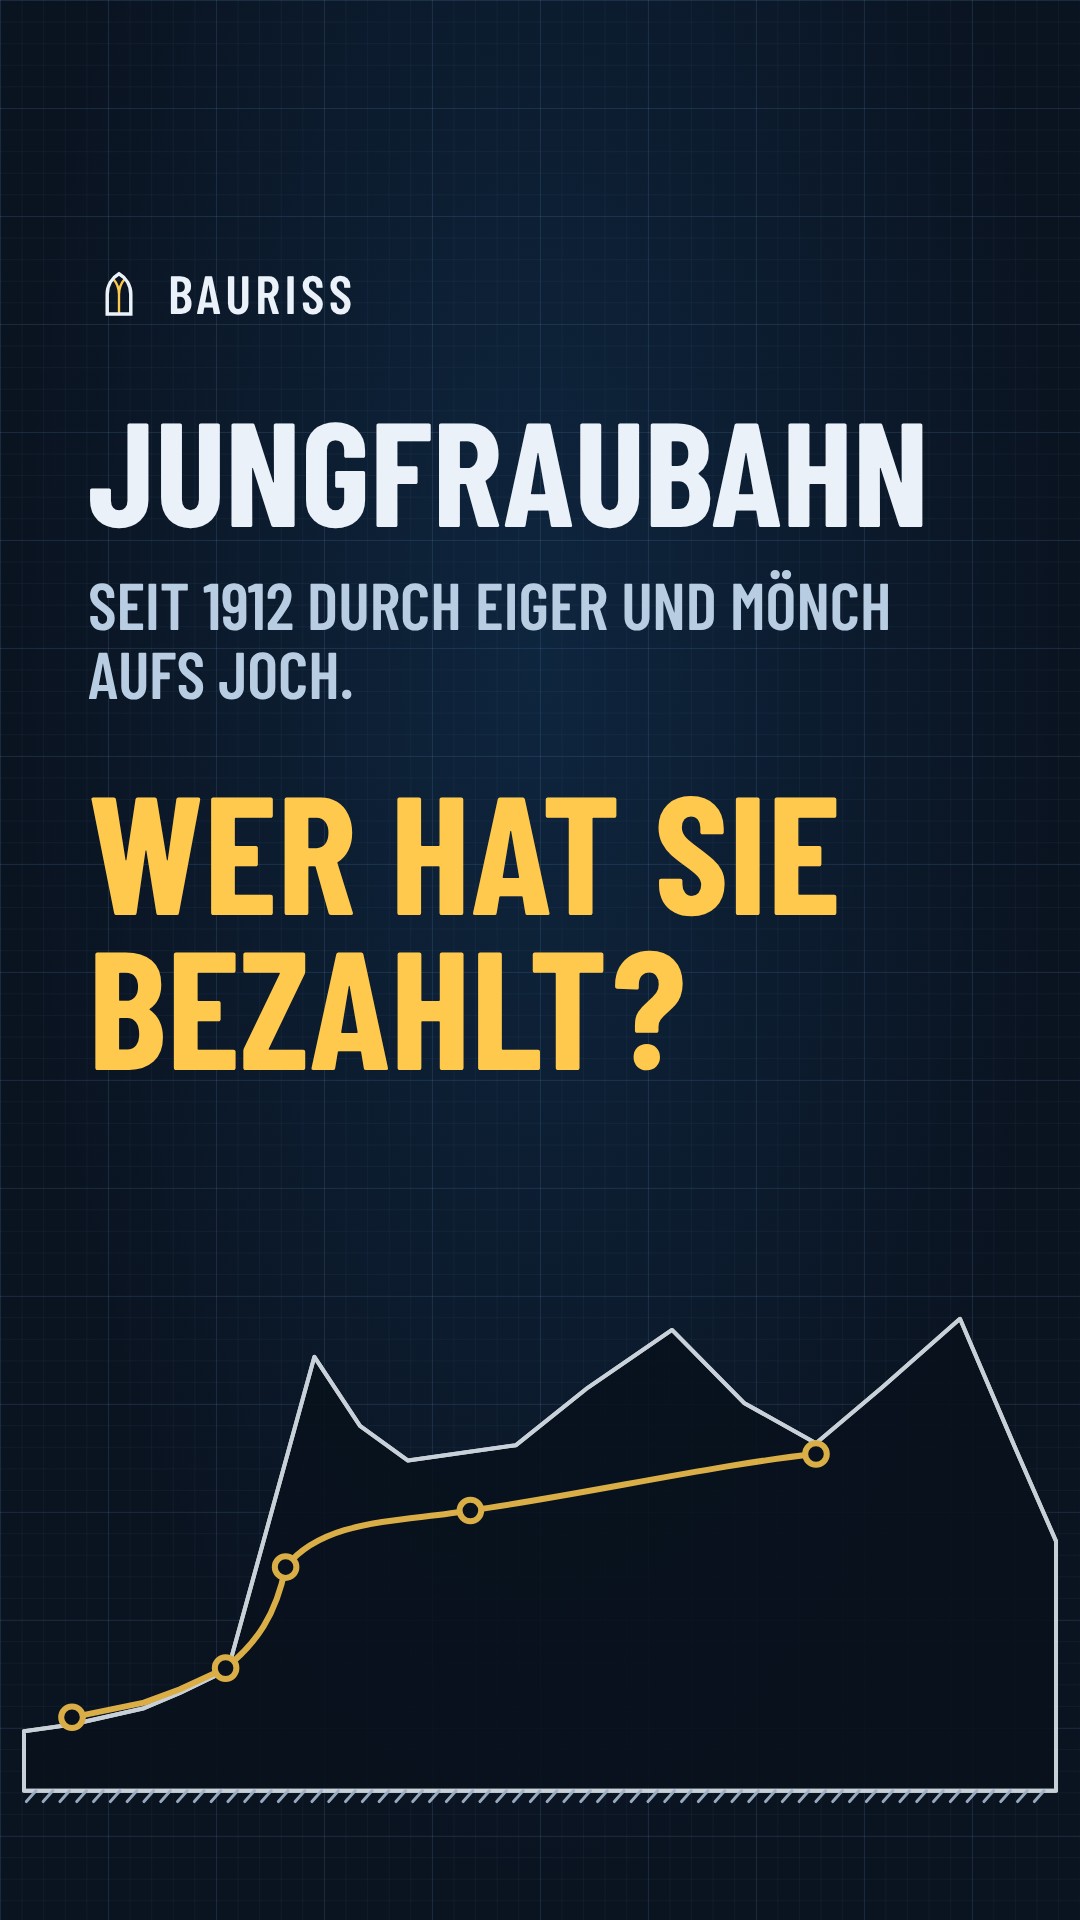 BAURISS
JUNGFRAUBAHN
SEIT 1912 DURCH EIGER UND MÖNCH
AUFS JOCH.
WER HAT SIE
BEZAHLT?